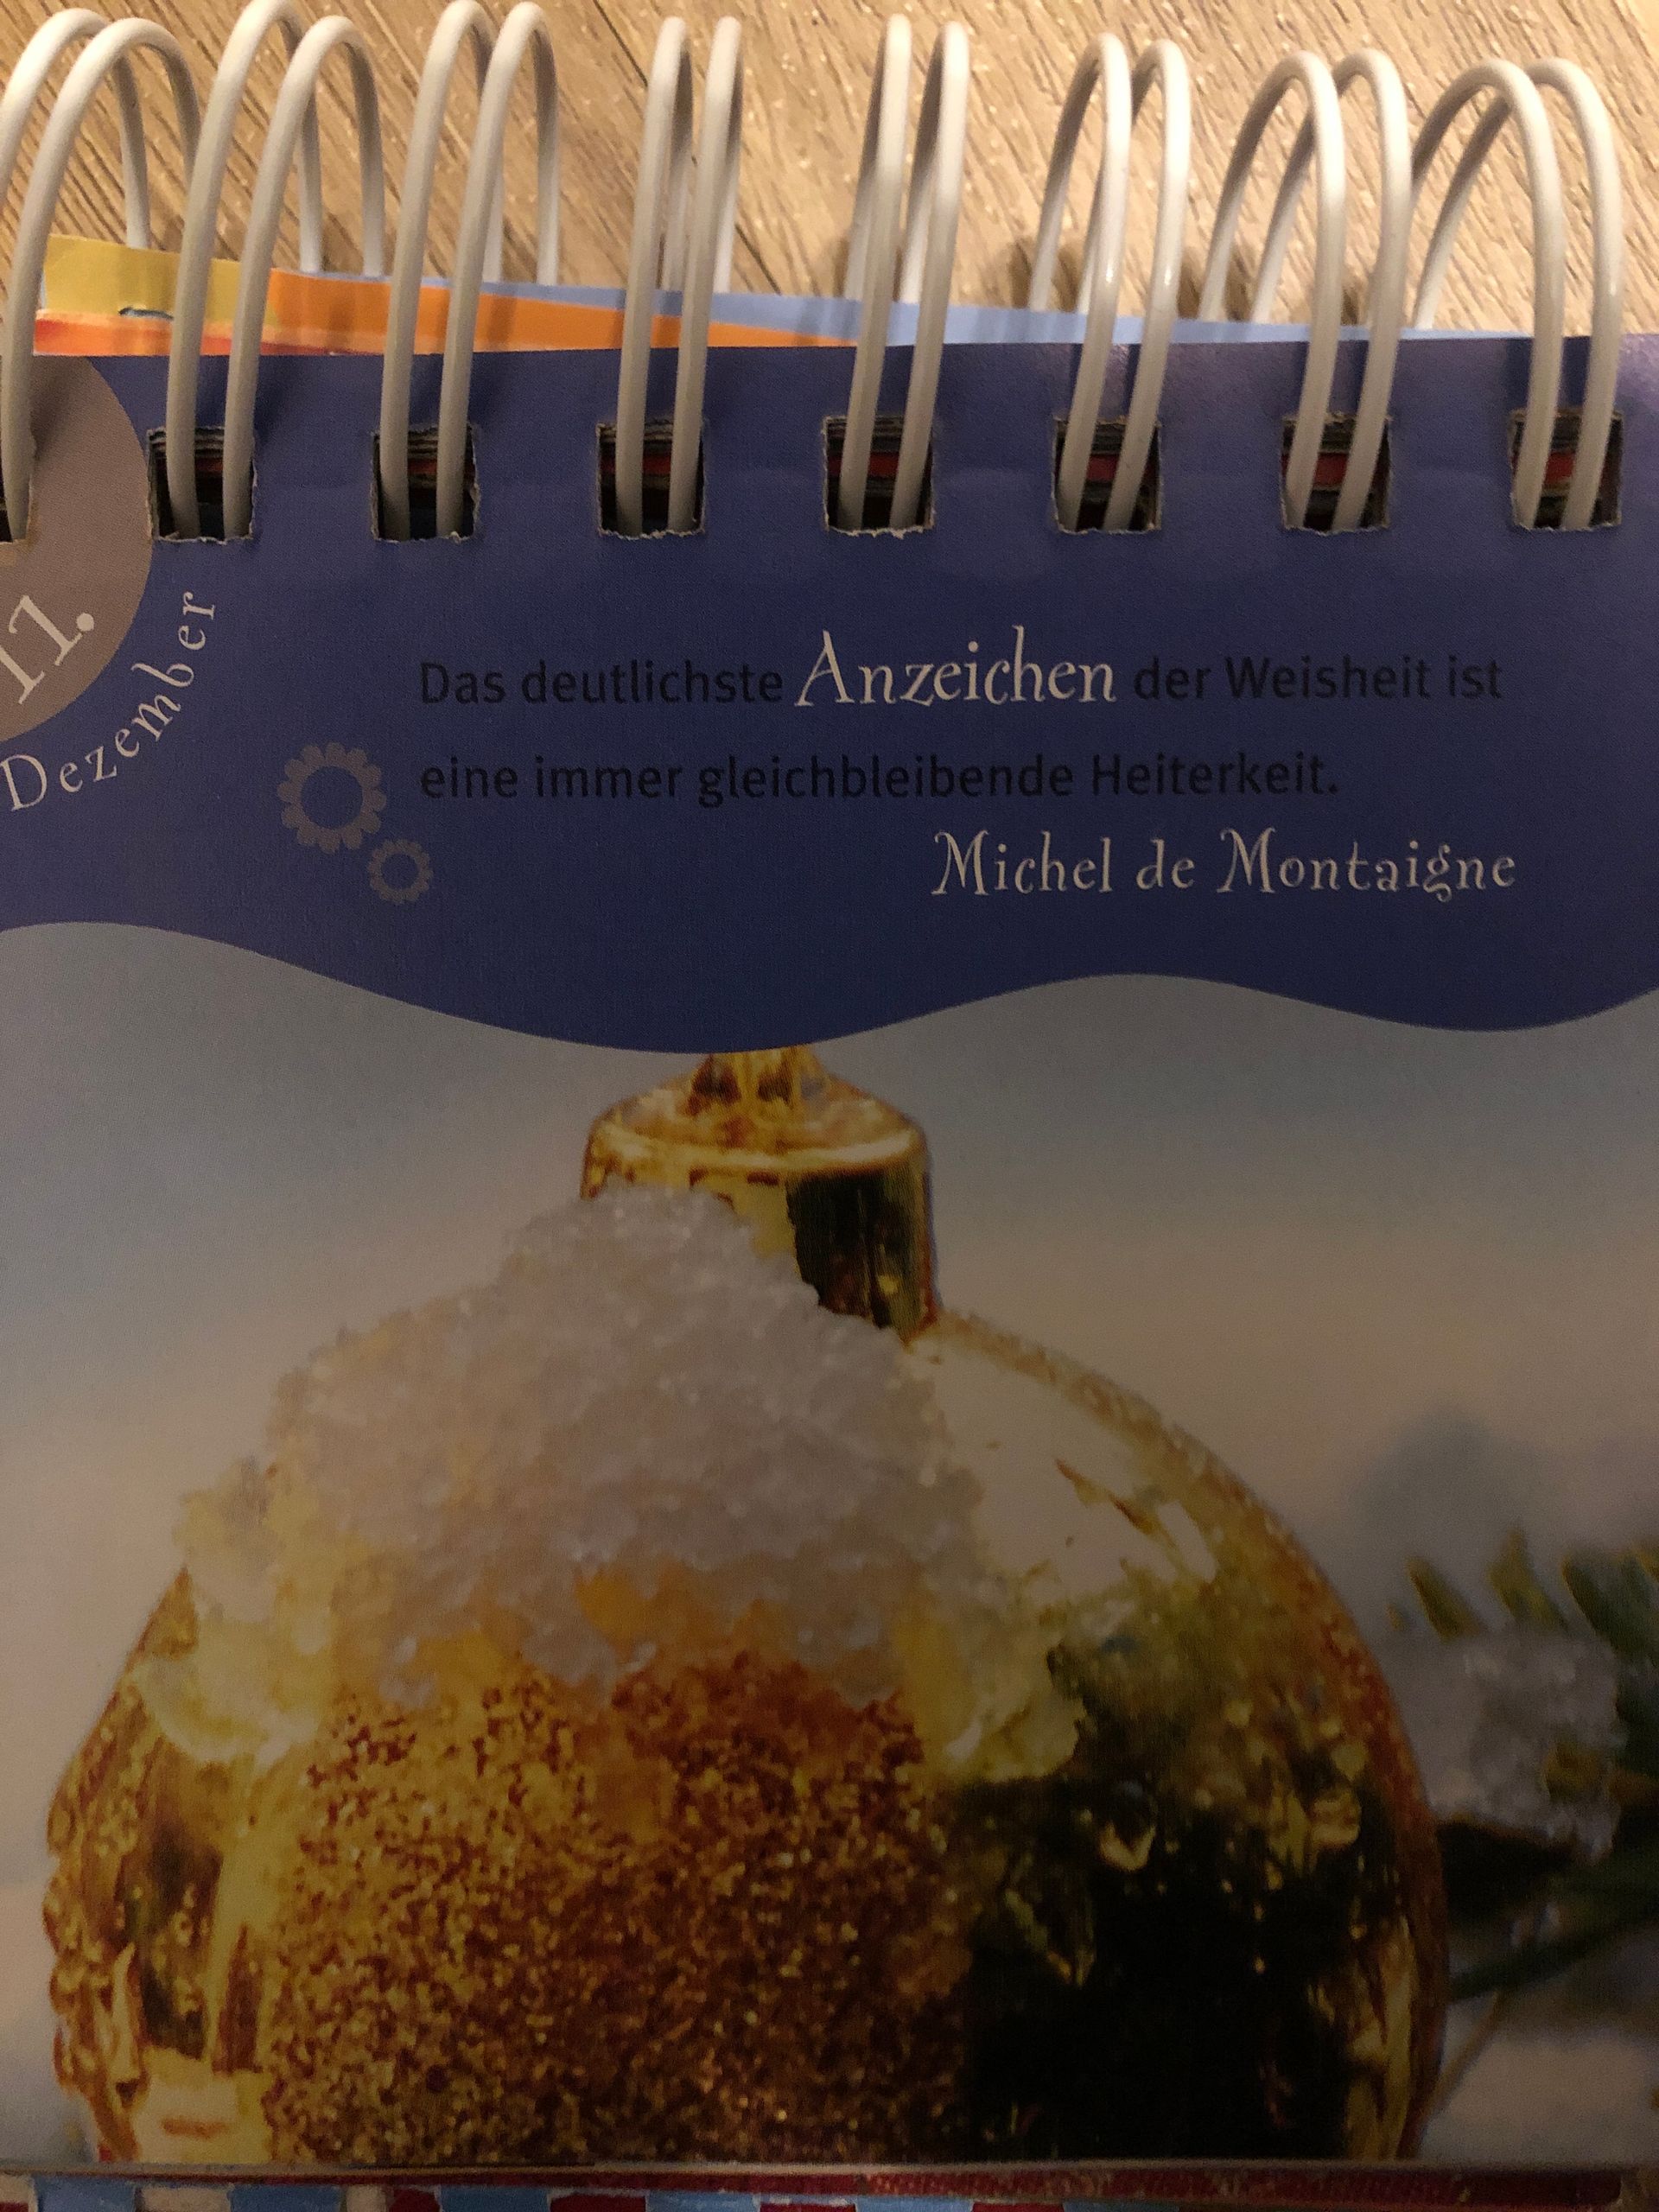 11.
Dezember
Das deutlichste Anzeichen der Weisheit ist
eine immer gleichbleibende Heiterkeit.
Michel de Montaigne